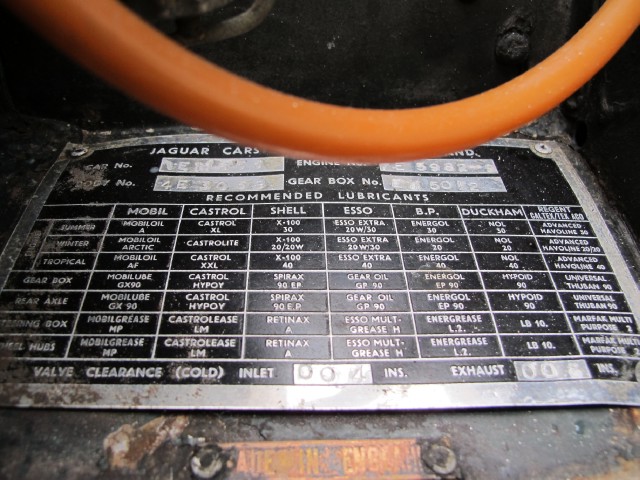 JAGUAR CARS
No. ENGINE No.
No. GEAR BOX No.
RECOMMENDED LUBRICANTS
MOBIL CASTROL SHELL ESSO B.P. DUCKHAM REGENT CALTEX/TEXACO
SUMMER MOBILOIL A CASTROL XL X-100 30 ESSO EXTRA 20W/30 ENERGOL 30 NOL 30 ADVANCED HAVOLINE 30
WINTER MOBILOIL ARCTIC CASTROLITE X-100 20/20W ESSO EXTRA 20W/30 ENERGOL 20 NOL 20 ADVANCED HAVOLINE
TROPICAL MOBILOIL AF CASTROL XXL X-100 40 ESSO EXTRA 40 ENERGOL 40 NOL 40 ADVANCED HAVOLINE 40
GEAR BOX MOBILUBE GX90 CASTROL HYPOY SPIRAX 90 EP GEAR OIL GP 90 ENERGOL EP 90 HYPOID 90 UNIVERSAL THUBAN 90
REAR AXLE MOBILUBE GX 90 CASTROL HYPOY SPIRAX 90 EP GEAR OIL GP 90 ENERGOL EP 90 HYPOID 90 UNIVERSAL THUBAN 90
BOX MOBILGREASE MP CASTROLEASE LM RETINAX A ESSO MULTI-GREASE H ENERGREASE L.2. LB 10. MARFAK MULTI PURPOSE 2
HUBS MOBILGREASE MP CASTROLEASE LM RETINAX A ESSO MULTI-GREASE H ENERGREASE L.2. LB 10. MARFAK MULTI PURPOSE
VALVE CLEARANCE (COLD) INLET 004 INS. EXHAUST INS.
ENGLAND